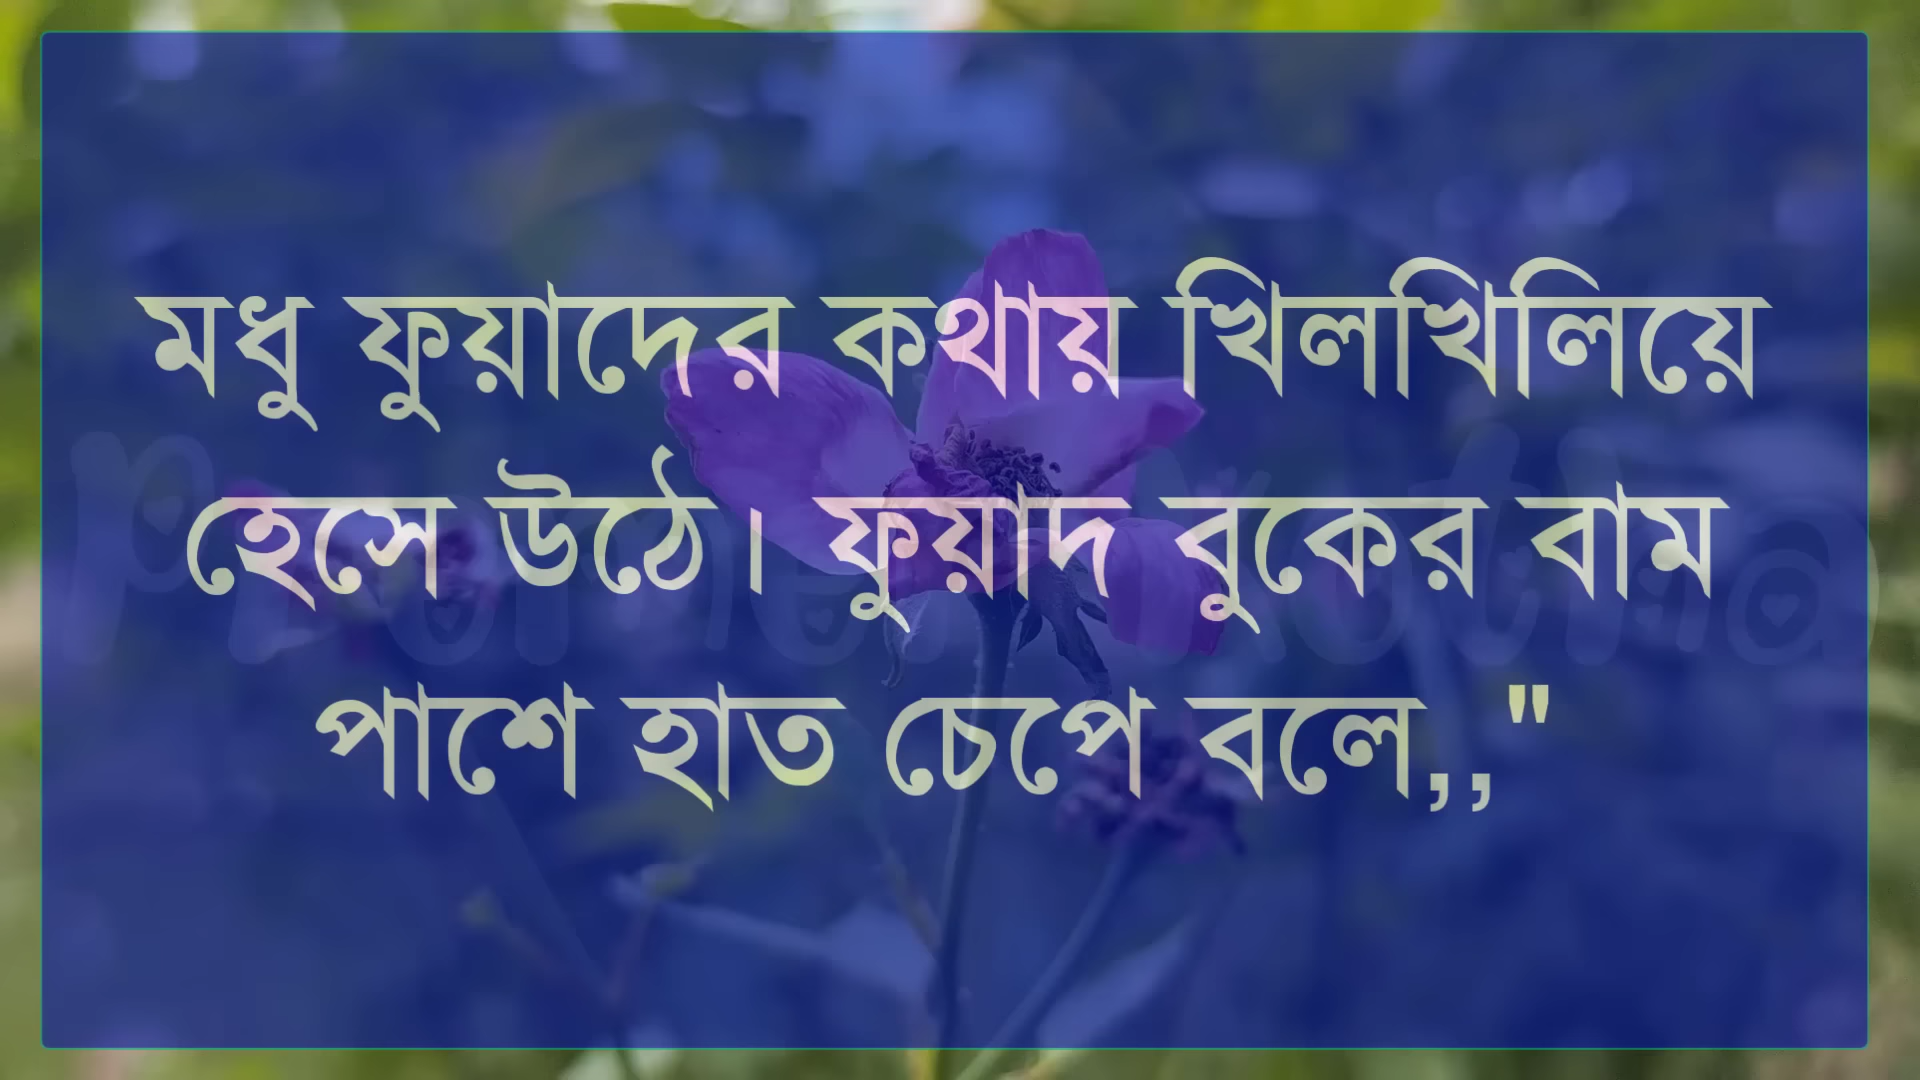 মধু ফুয়াদের কথায় খিলখিলিয়ে
হেসে উঠে। ফুয়াদ বুকের বাম
পাশে হাত চেপে বলে,,"